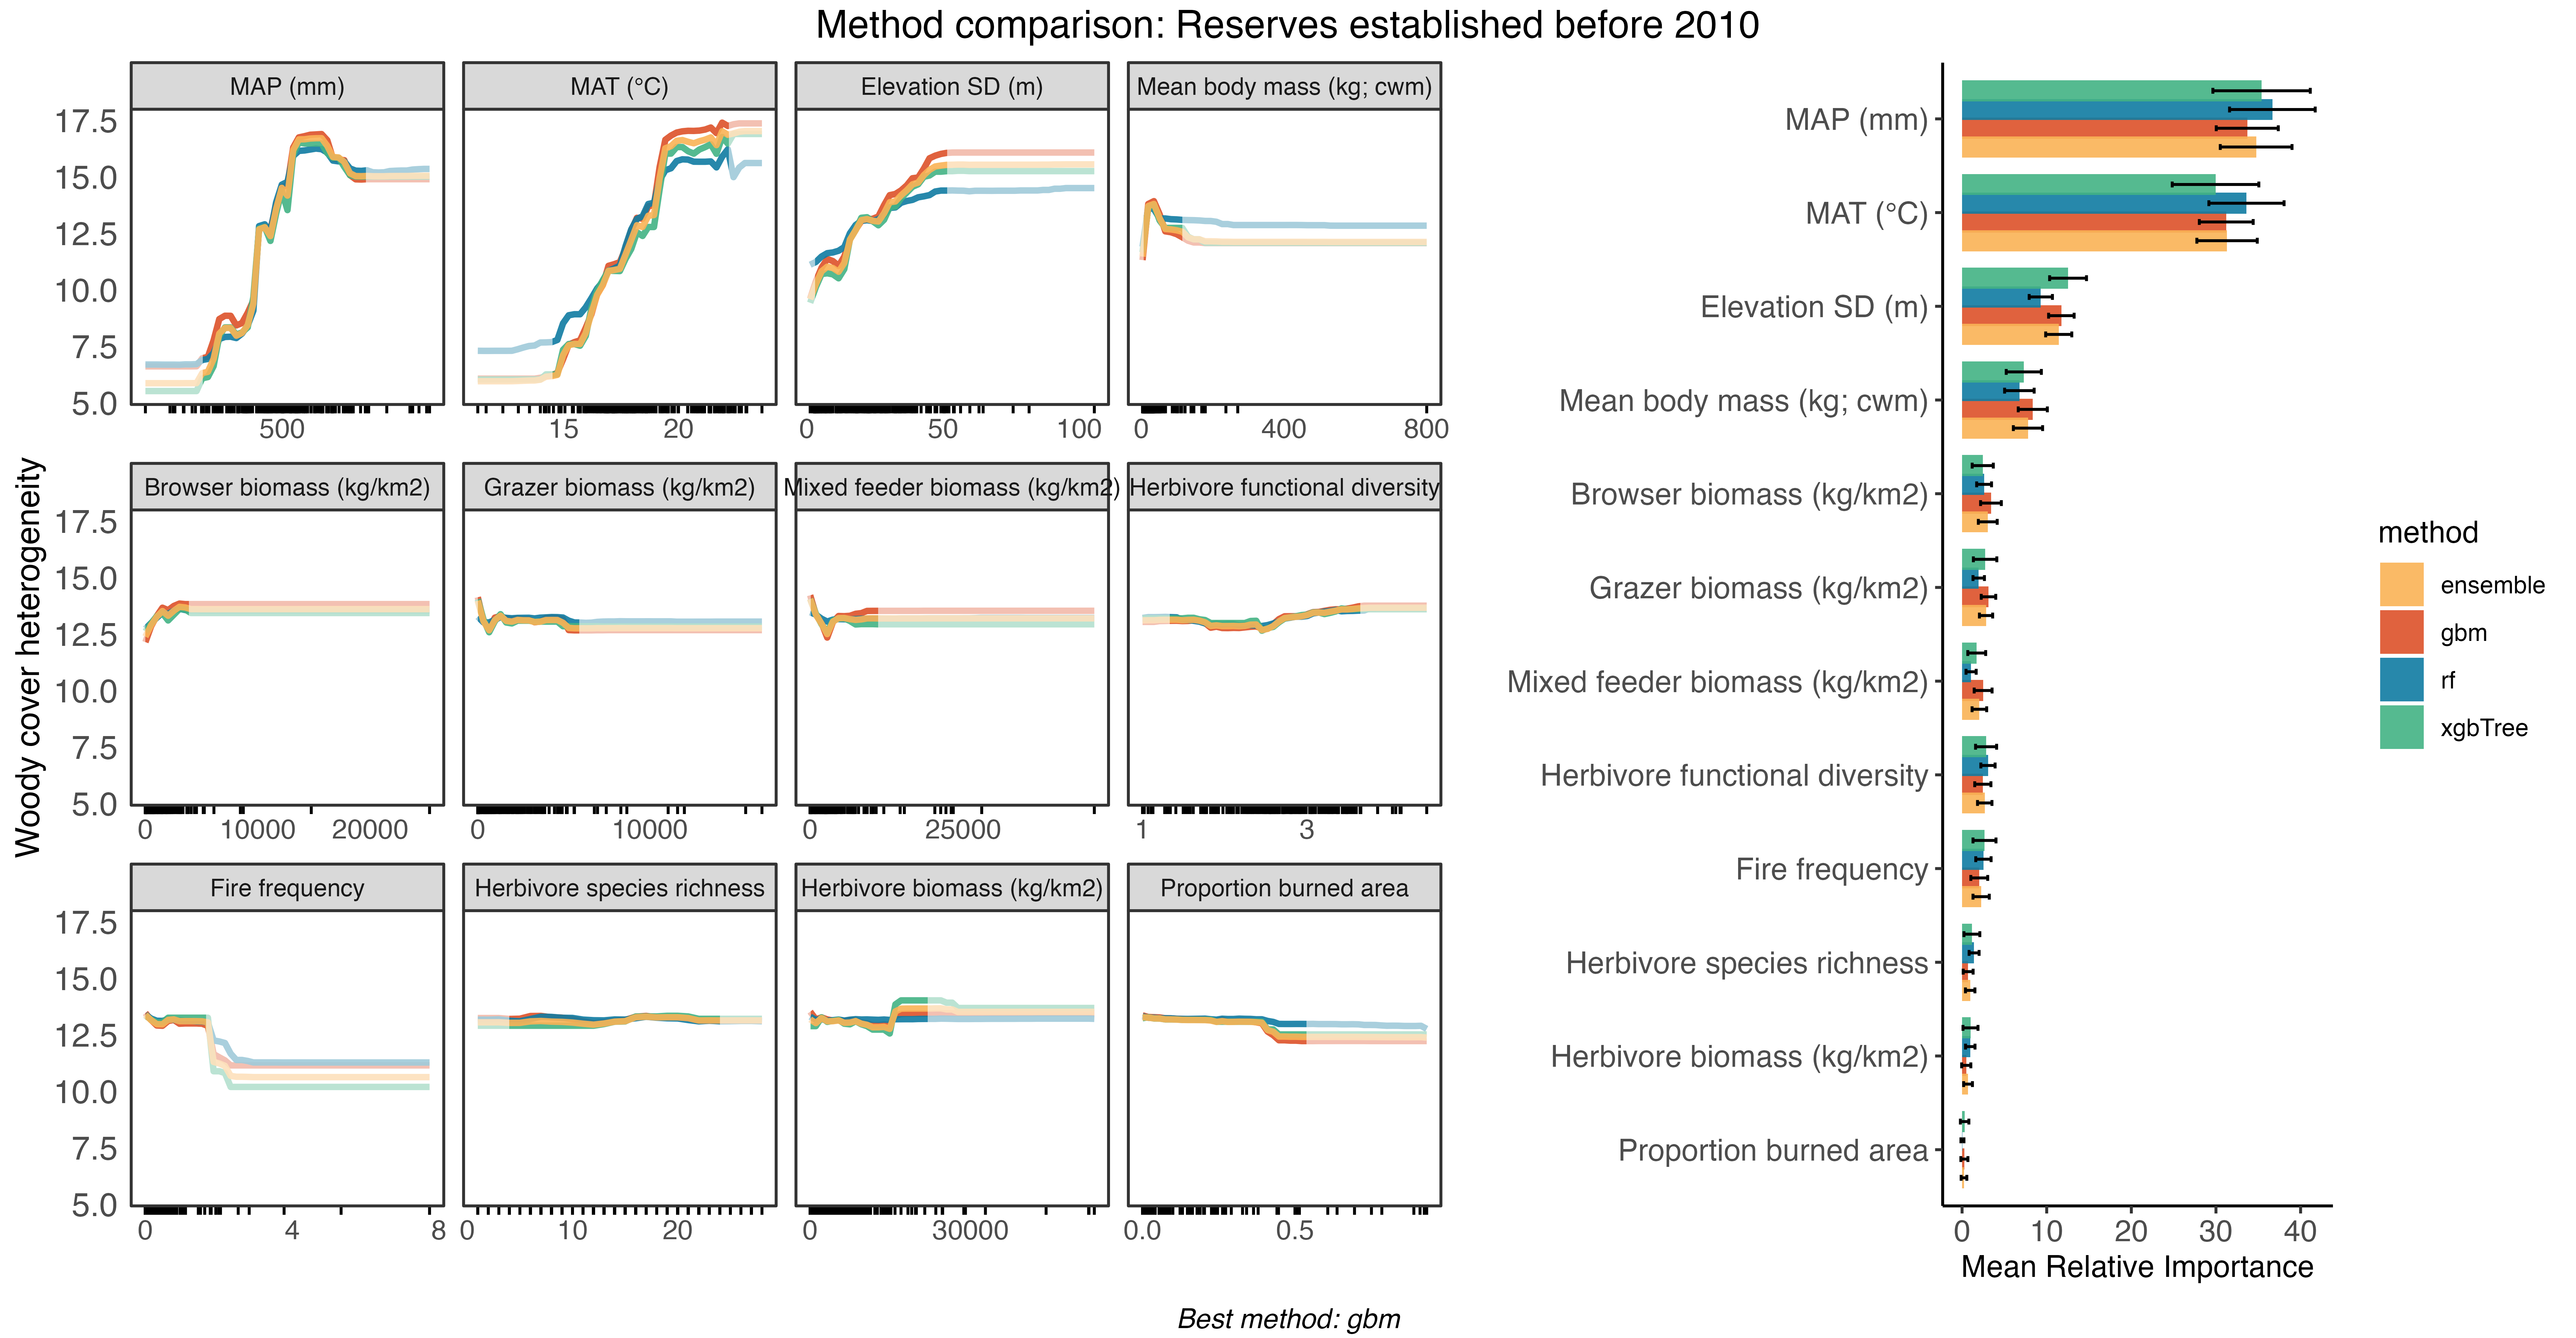 Method comparison: Reserves established before 2010
Woody cover heterogeneity
MAP (mm)
MAT (°C)
Elevation SD (m)
Mean body mass (kg; cwm)
17.5
15.0
12.5
10.0
7.5
5.0
500
15 20
0 50 100
0 400 800
Browser biomass (kg/km2)
Grazer biomass (kg/km2)
Mixed feeder biomass (kg/km2)
Herbivore functional diversity
17.5
15.0
12.5
10.0
7.5
5.0
0 10000 20000
0 10000
0 25000
1 3
Fire frequency
Herbivore species richness
Herbivore biomass (kg/km2)
Proportion burned area
17.5
15.0
12.5
10.0
7.5
5.0
0 4 8
0 10 20
0 30000
0.0 0.5
MAP (mm)
MAT (°C)
Elevation SD (m)
Mean body mass (kg; cwm)
Browser biomass (kg/km2)
Grazer biomass (kg/km2)
Mixed feeder biomass (kg/km2)
Herbivore functional diversity
Fire frequency
Herbivore species richness
Herbivore biomass (kg/km2)
Proportion burned area
0 10 20 30 40
Mean Relative Importance
method
ensemble
gbm
rf
xgbTree
Best method: gbm